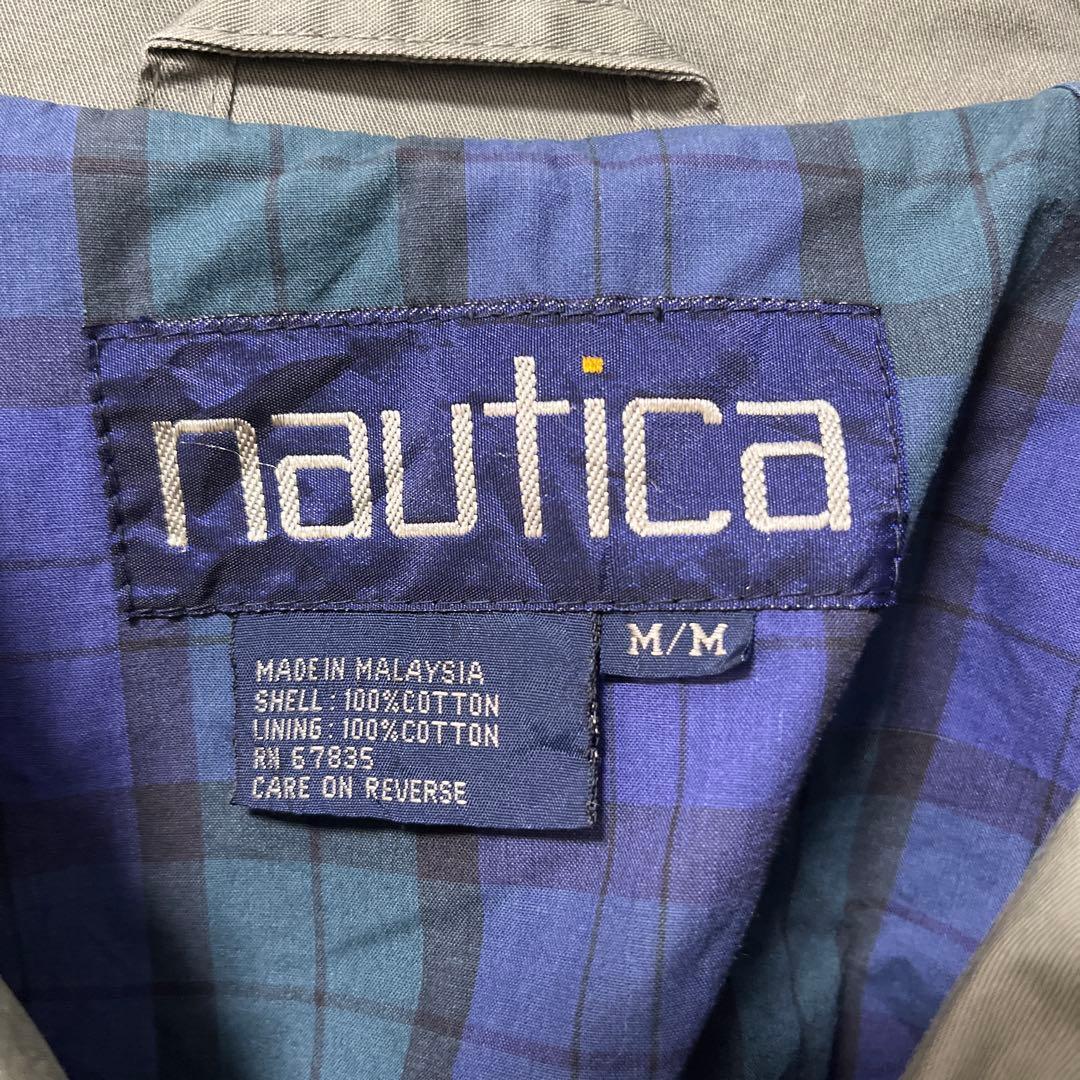 nautica
M/M
MADE IN MALAYSIA
SHELL: 100%COTTON
LINING: 100%COTTON
RN 67835
CARE ON REVERSE